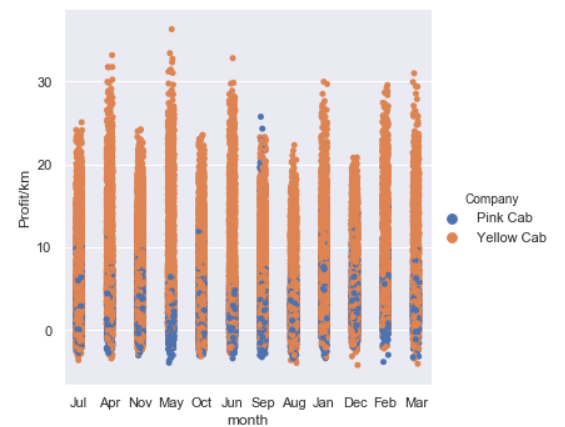 30
20
10
0
Profit/km
Jul Apr Nov May Oct Jun Sep Aug Jan Dec Feb Mar
month
Company
Pink Cab
Yellow Cab